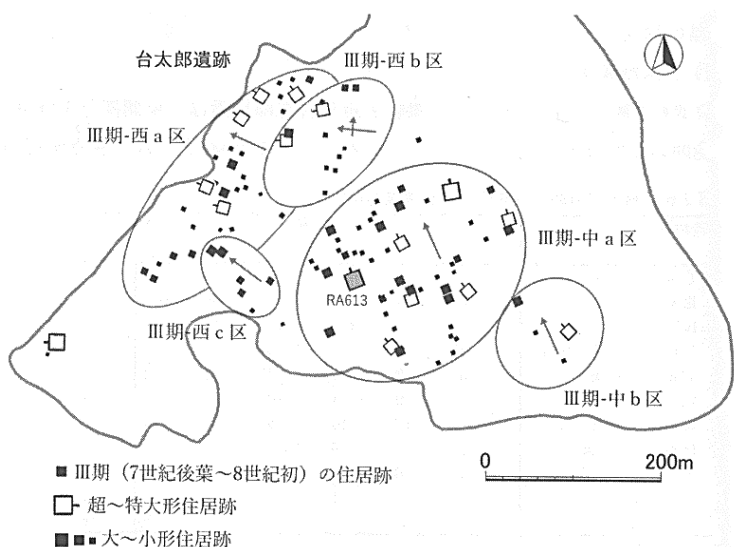 台太郎遺跡
Ⅲ期-西b区
Ⅲ期-西a区
Ⅲ期-中a区
RA613
Ⅲ期-西c区
Ⅲ期-中b区
Ⅲ期（7世紀後葉～8世紀初）の住居跡
0 200m
超～特大形住居跡
大～小形住居跡